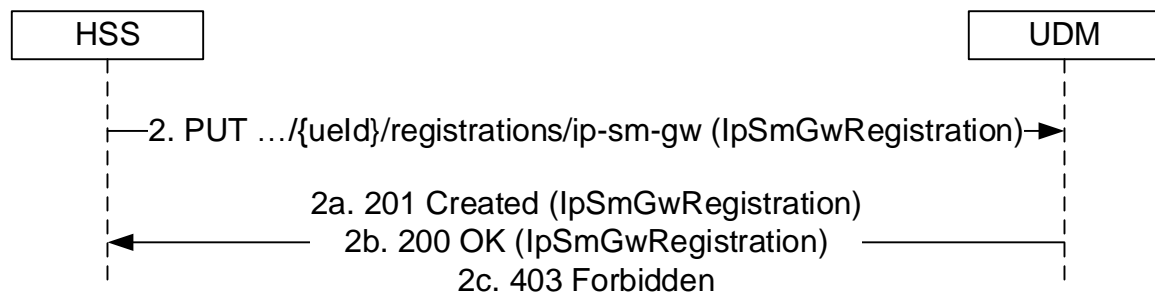 HSS
UDM
2. PUT …/{ueId}/registrations/ip-sm-gw (IpSmGwRegistration)
2a. 201 Created (IpSmGwRegistration)
2b. 200 OK (IpSmGwRegistration)
2c. 403 Forbidden